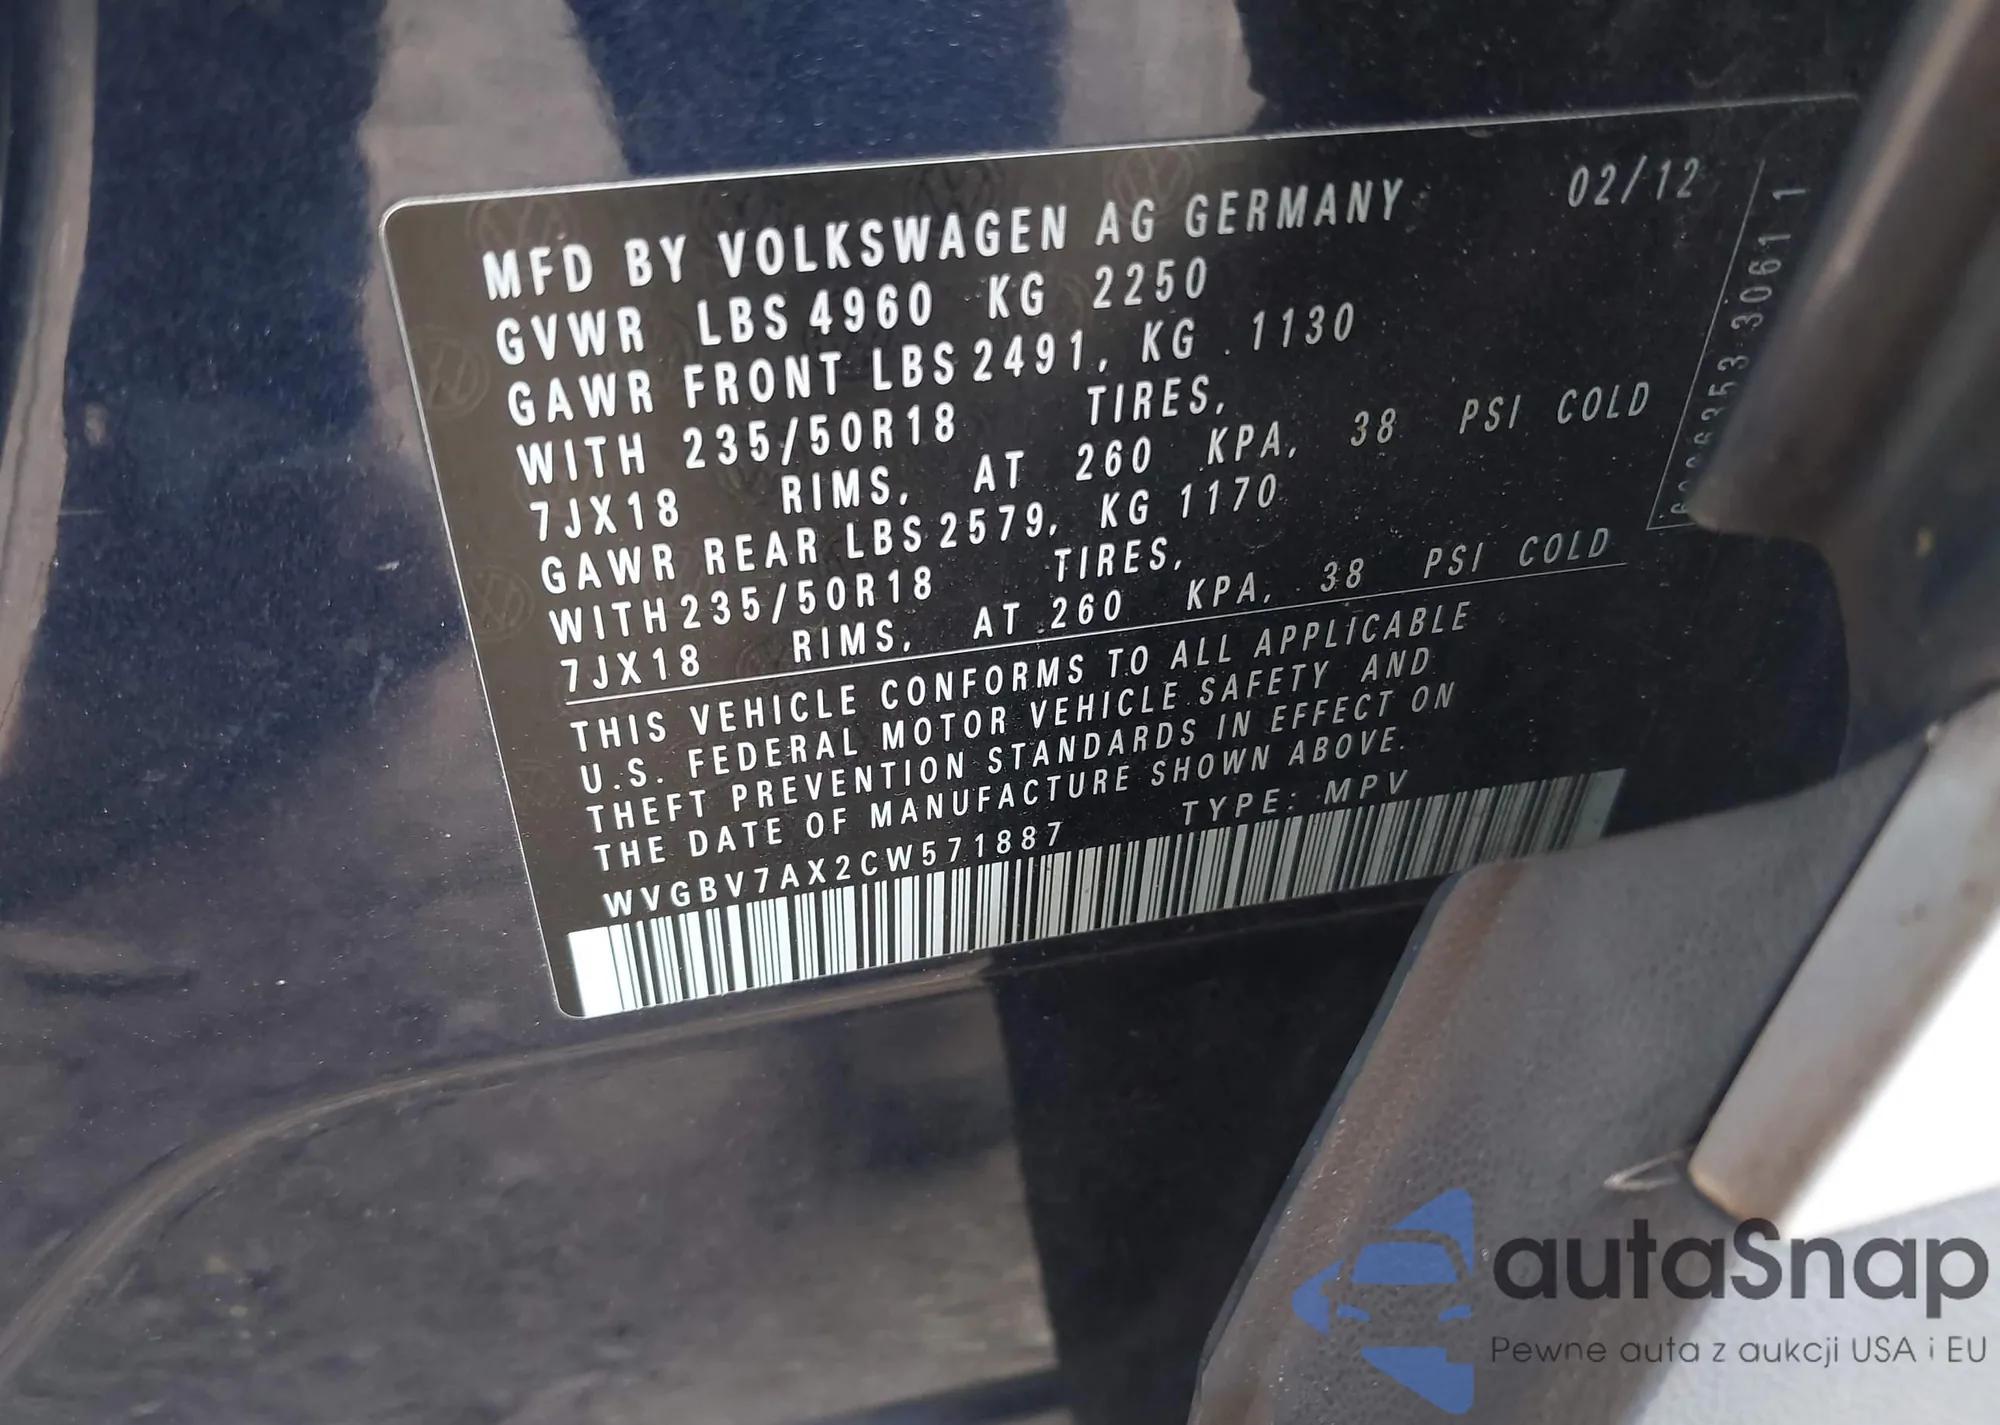 MFD BY VOLKSWAGEN AG GERMANY 02/12
GVWR LBS 4960 KG 2250
GAWR FRONT LBS 2491, KG 1130
WITH 235/50R18 TIRES,
7JX18 RIMS, AT 260 KPA, 38 PSI COLD
GAWR REAR LBS 2579, KG 1170
WITH 235/50R18 TIRES,
7JX18 RIMS, AT 260 KPA, 38 PSI COLD
THIS VEHICLE CONFORMS TO ALL APPLICABLE
U.S. FEDERAL MOTOR VEHICLE SAFETY AND
THEFT PREVENTION STANDARDS IN EFFECT ON
THE DATE OF MANUFACTURE SHOWN ABOVE.
WVGBV7AX2CW571887 TYPE: MPV
autaSnap
Pewne auta z aukcji USA i EU